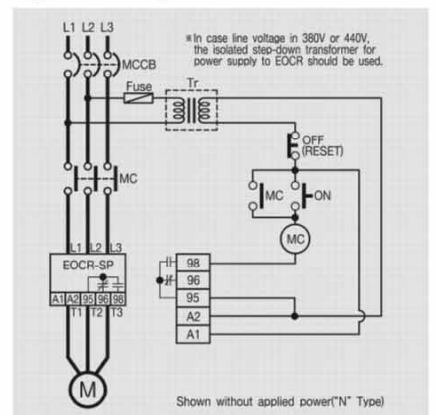 L1 L2 L3
※In case line voltage in 380V or 440V,
the isolated step-down transformer for
power supply to EOCR should be used.
MCCB
Fuse
Tr
OFF
(RESET)
MC
MC
ON
MC
L1 L2 L3
EOCR-SP
A1 A2 95 96 98
T1 T2 T3
98
96
95
A2
A1
M
Shown without applied power("N" Type)